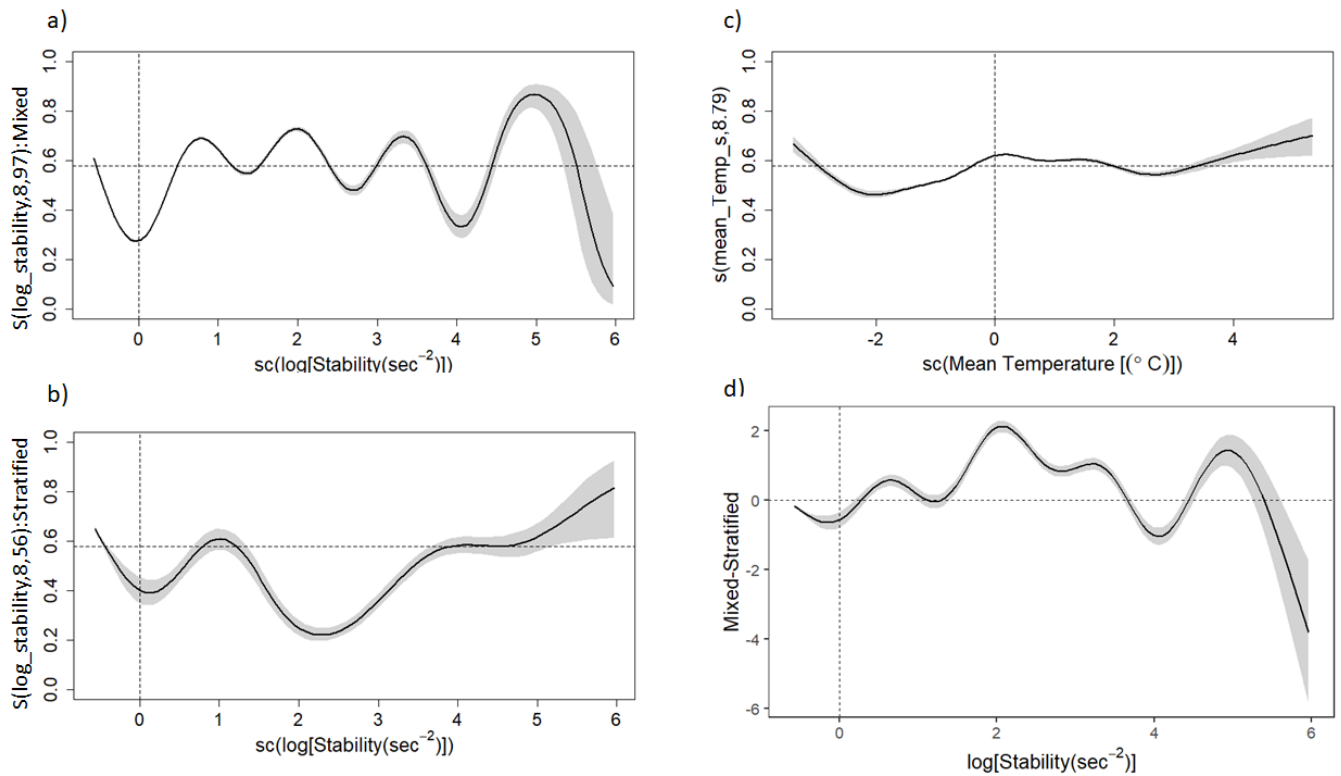 a)
S(log_stability,8,97):Mixed
1.0
0.8
0.6
0.4
0.2
0.0
0 1 2 3 4 5 6
sc(log[Stability(sec⁻²)])
c)
s(mean_Temp_s,8.79)
1.0
0.8
0.6
0.4
0.2
0.0
-2 0 2 4
sc(Mean Temperature [(° C)])
b)
S(log_stability,8,56):Stratified
1.0
0.8
0.6
0.4
0.2
0.0
0 1 2 3 4 5 6
sc(log[Stability(sec⁻²)])
d)
Mixed-Stratified
2
0
-2
-4
-6
0 2 4 6
log[Stability(sec⁻²)]